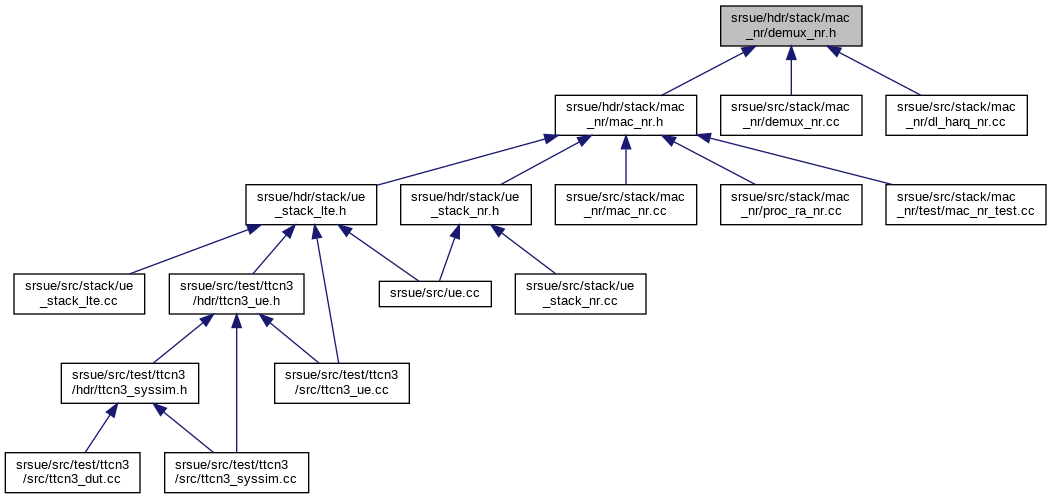 srsue/hdr/stack/mac
_nr/demux_nr.h
srsue/hdr/stack/mac
_nr/mac_nr.h
srsue/src/stack/mac
_nr/demux_nr.cc
srsue/src/stack/mac
_nr/dl_harq_nr.cc
srsue/hdr/stack/ue
_stack_lte.h
srsue/hdr/stack/ue
_stack_nr.h
srsue/src/stack/mac
_nr/mac_nr.cc
srsue/src/stack/mac
_nr/proc_ra_nr.cc
srsue/src/stack/mac
_nr/test/mac_nr_test.cc
srsue/src/stack/ue
_stack_lte.cc
srsue/src/test/ttcn3
/hdr/ttcn3_ue.h
srsue/src/ue.cc
srsue/src/stack/ue
_stack_nr.cc
srsue/src/test/ttcn3
/hdr/ttcn3_syssim.h
srsue/src/test/ttcn3
/src/ttcn3_ue.cc
srsue/src/test/ttcn3
/src/ttcn3_dut.cc
srsue/src/test/ttcn3
/src/ttcn3_syssim.cc